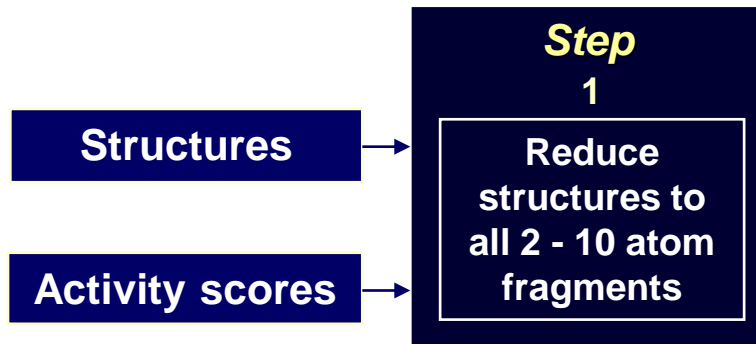 Structures
Activity scores
Step
1
Reduce
structures to
all 2 - 10 atom
fragments